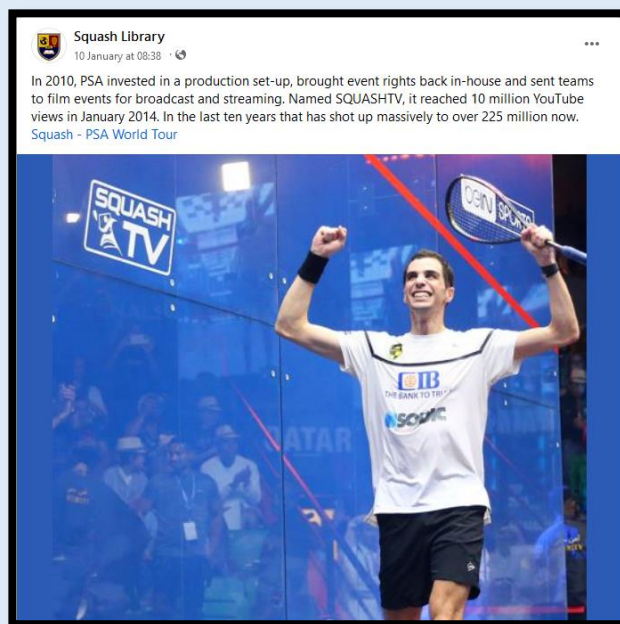 Squash Library
10 January at 08:38 ·
In 2010, PSA invested in a production set-up, brought event rights back in-house and sent teams
to film events for broadcast and streaming. Named SQUASHTV, it reached 10 million YouTube
views in January 2014. In the last ten years that has shot up massively to over 225 million now.
Squash - PSA World Tour
SQUASH
TV
beIN SPORTS
CIB
THE BANK TO
QATAR